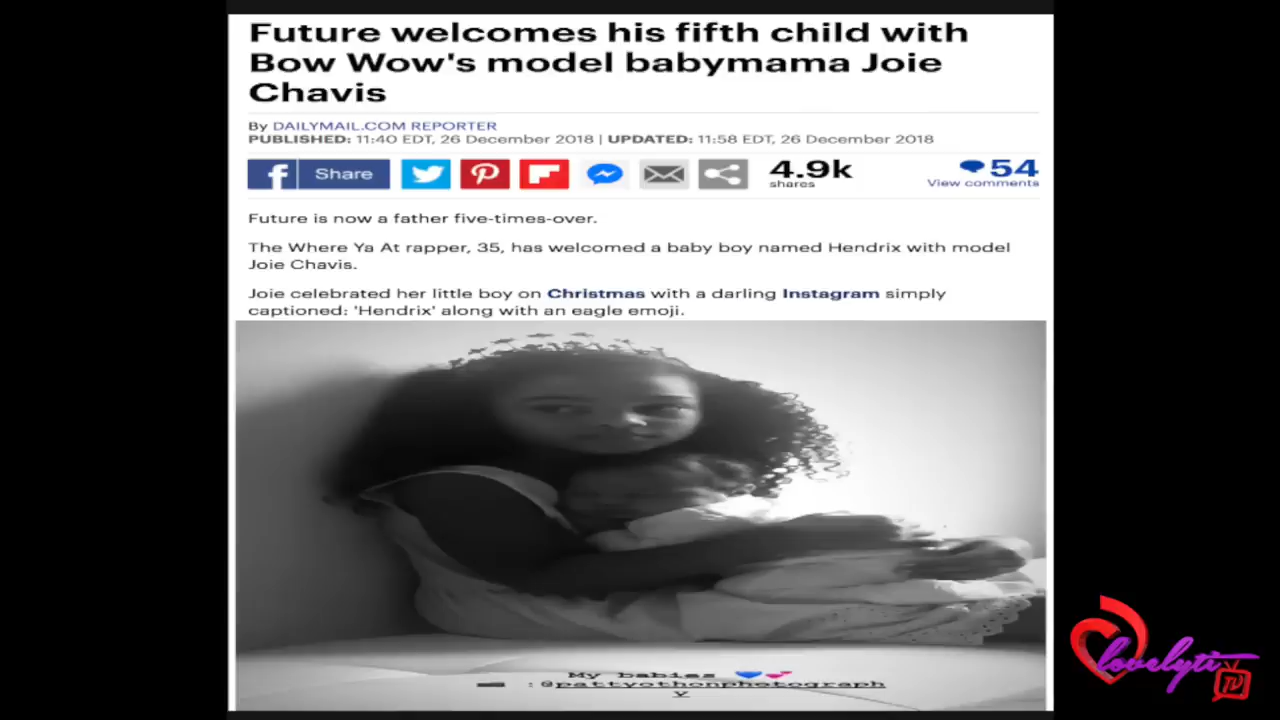 Future welcomes his fifth child with
Bow Wow's model babymama Joie
Chavis
By DAILYMAIL.COM REPORTER
PUBLISHED: 11:40 EDT, 26 December 2018 | UPDATED: 11:58 EDT, 26 December 2018
Share
4.9k
shares
54
View comments
Future is now a father five-times-over.
The Where Ya At rapper, 35, has welcomed a baby boy named Hendrix with model
Joie Chavis.
Joie celebrated her little boy on Christmas with a darling Instagram simply
captioned: 'Hendrix' along with an eagle emoji.
My babies
:@pattyothonphotograph
y
lovelyti
TV